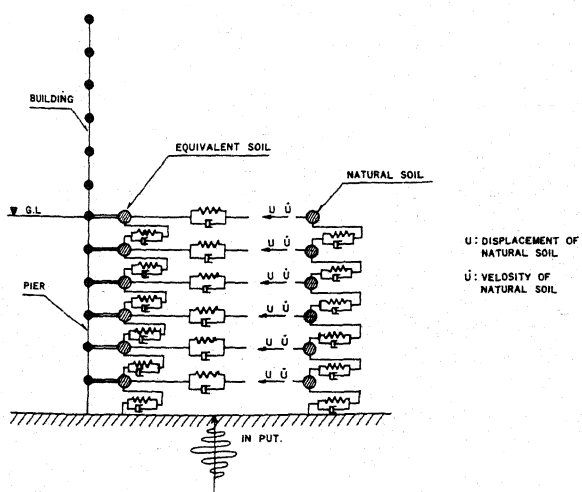 BUILDING
EQUIVALENT SOIL
NATURAL SOIL
G.L
U U̇
U U̇
U U̇
U U̇
U U̇
U U̇
PIER
U: DISPLACEMENT OF
NATURAL SOIL
U̇: VELOSITY OF
NATURAL SOIL
IN PUT.